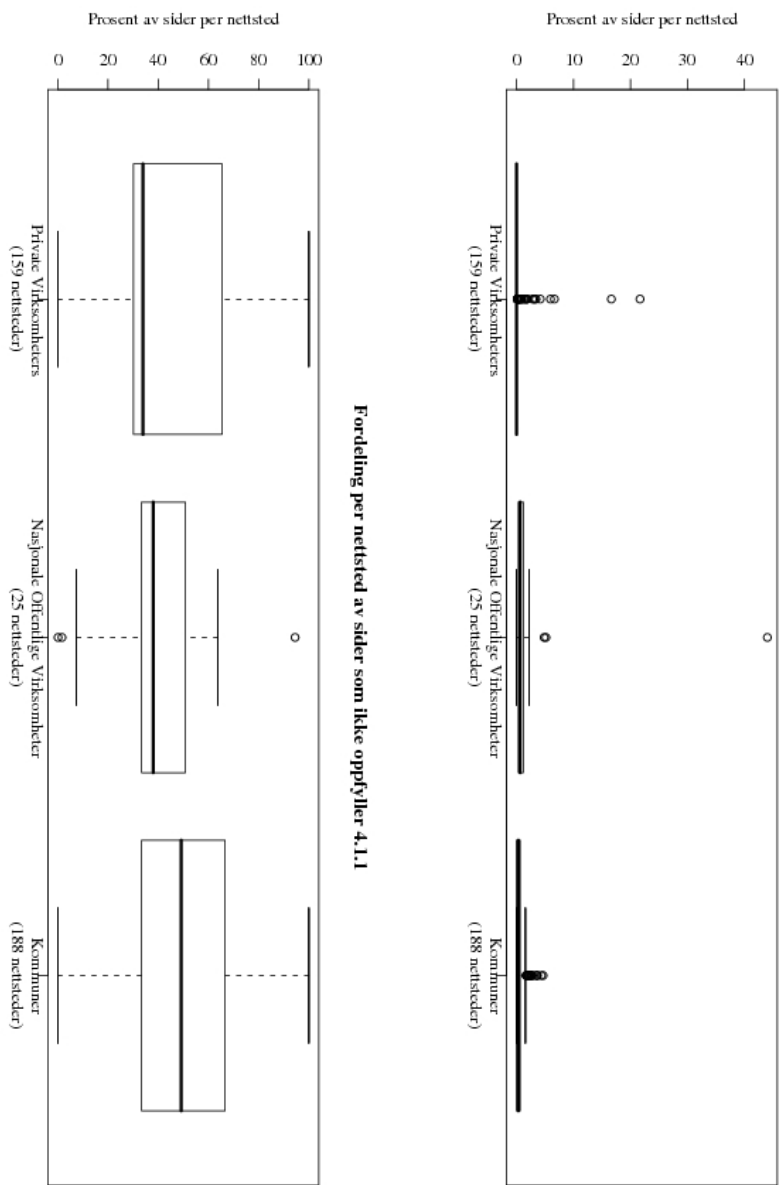 Prosent av sider per nettsted
0 10 20 30 40
Private Virksomheters
(159 nettsteder)
Nasjonale Offentlige Virksomheter
(25 nettsteder)
Kommuner
(188 nettsteder)
Fordeling per nettsted av sider som ikke oppfyller 4.1.1
Prosent av sider per nettsted
0 20 40 60 80 100
Private Virksomheters
(159 nettsteder)
Nasjonale Offentlige Virksomheter
(25 nettsteder)
Kommuner
(188 nettsteder)